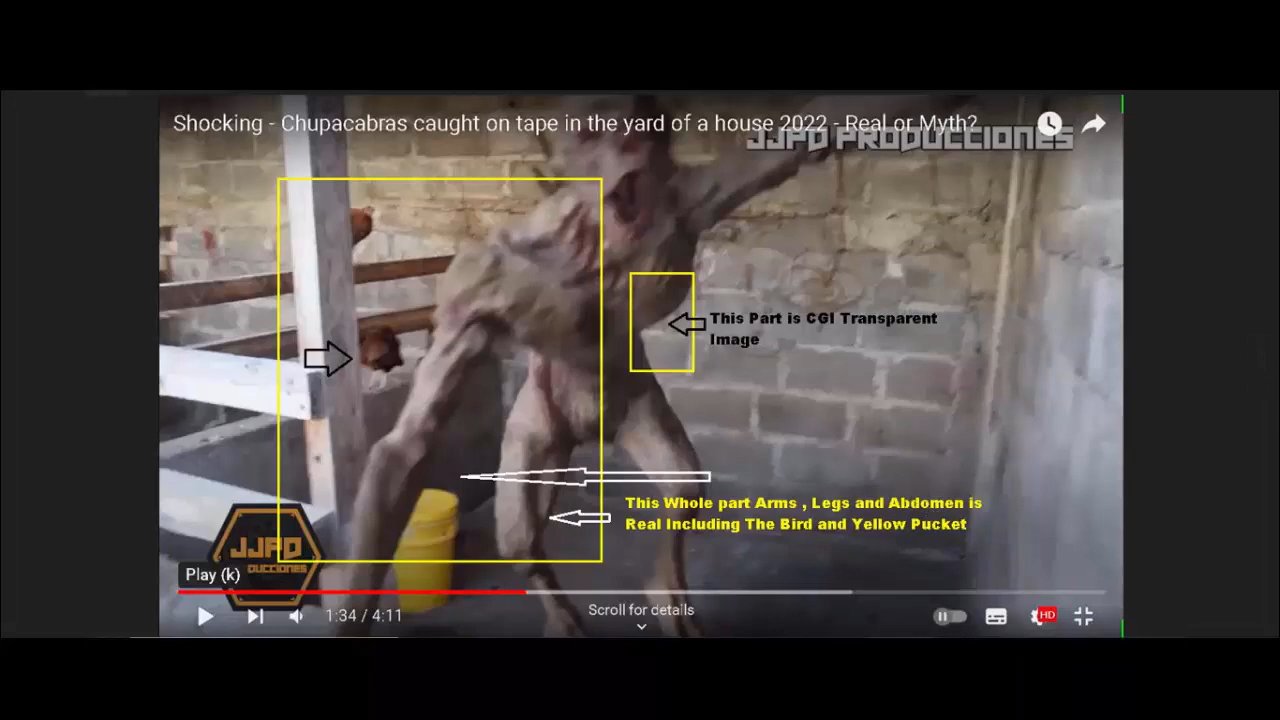 Shocking - Chupacabras caught on tape in the yard of a house 2022 - Real or Myth?
JJPD PRODUCCIONES
This Part is CGI Transparent
Image
This Whole part Arms , Legs and Abdomen is
Real Including The Bird and Yellow Pucket
JJPD
DUCCIONES
Play (k)
1:34 / 4:11
Scroll for details
HD